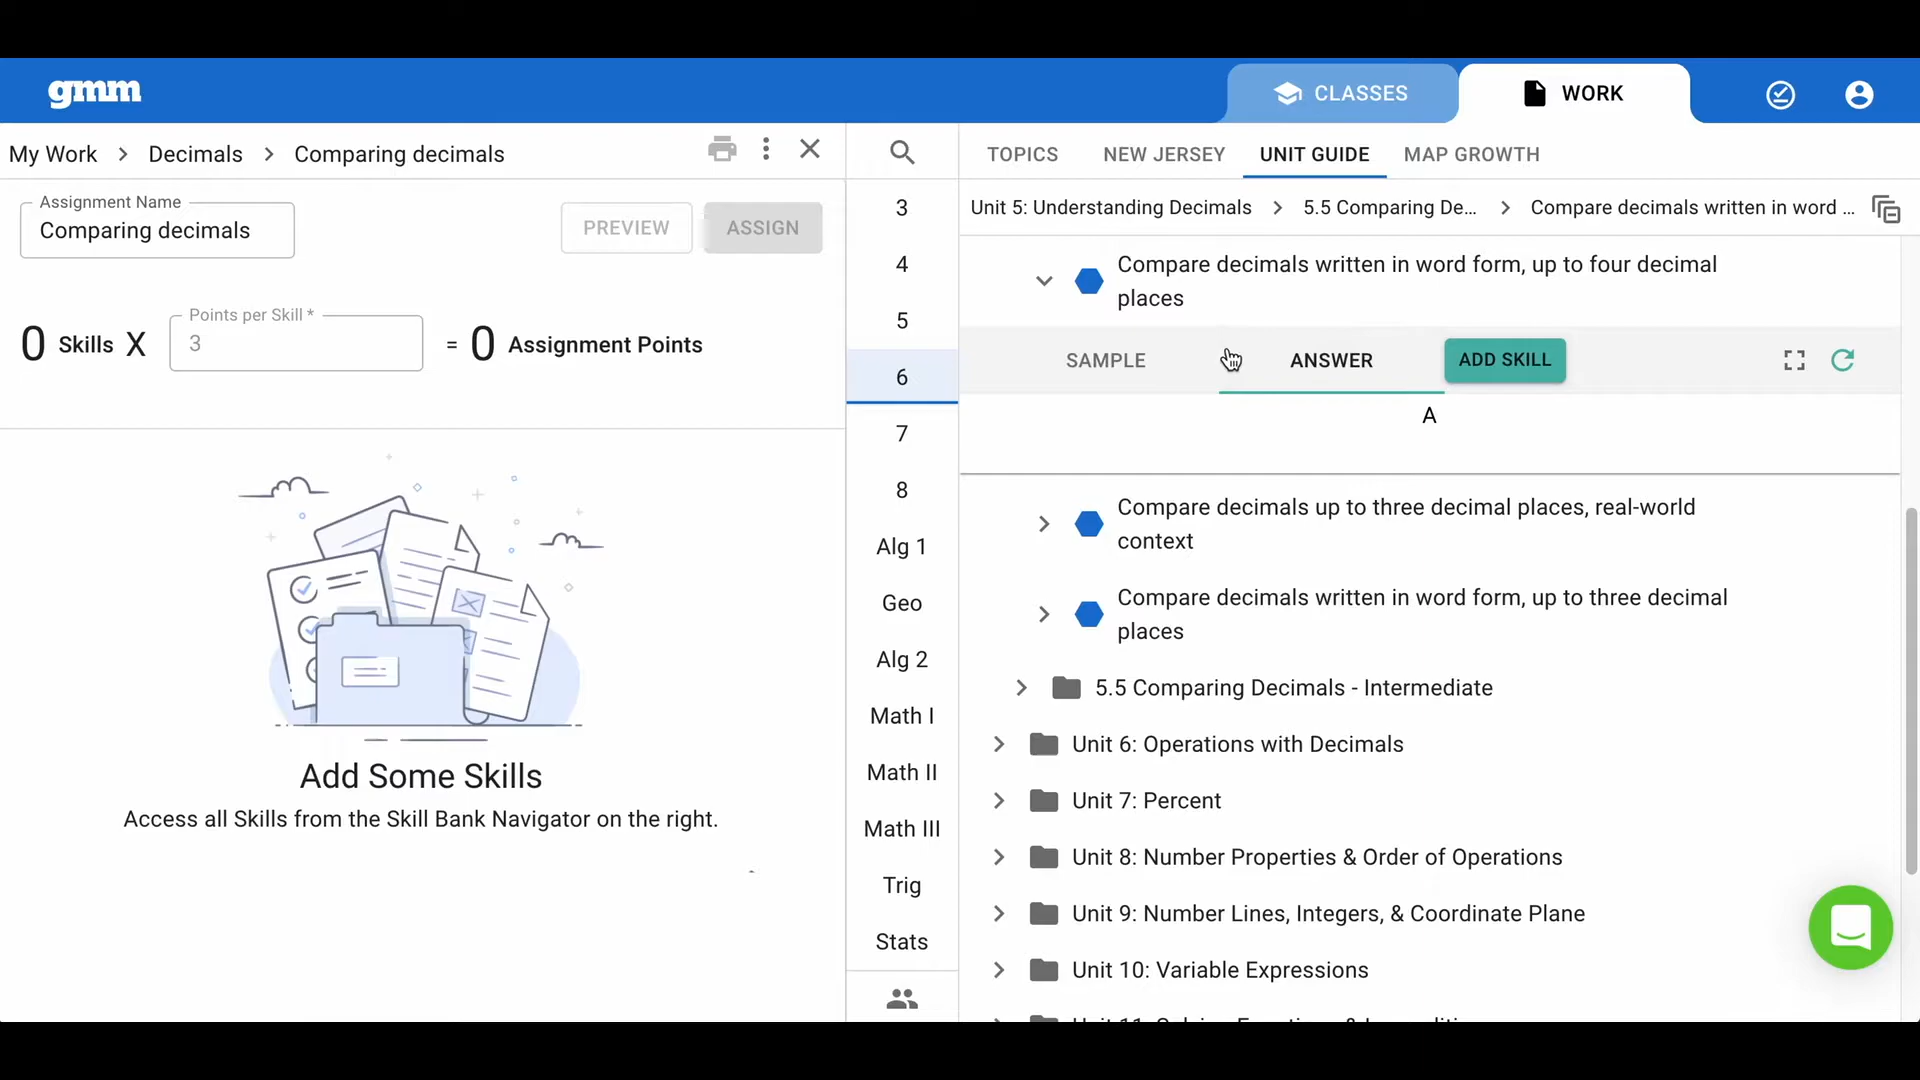 gmm
CLASSES
WORK
My Work > Decimals > Comparing decimals
Assignment Name
Comparing decimals
PREVIEW
ASSIGN
0 Skills X
Points per Skill *
3
= 0 Assignment Points
Add Some Skills
Access all Skills from the Skill Bank Navigator on the right.
3
4
5
6
7
8
Alg 1
Geo
Alg 2
Math I
Math II
Math III
Trig
Stats
TOPICS
NEW JERSEY
UNIT GUIDE
MAP GROWTH
Unit 5: Understanding Decimals > 5.5 Comparing De... > Compare decimals written in word ...
Compare decimals written in word form, up to four decimal
places
SAMPLE
ANSWER
ADD SKILL
A
Compare decimals up to three decimal places, real-world
context
Compare decimals written in word form, up to three decimal
places
5.5 Comparing Decimals - Intermediate
Unit 6: Operations with Decimals
Unit 7: Percent
Unit 8: Number Properties & Order of Operations
Unit 9: Number Lines, Integers, & Coordinate Plane
Unit 10: Variable Expressions